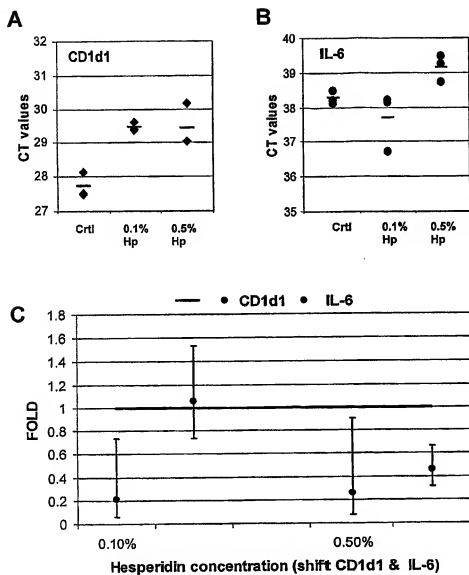 A
CD1d1
CT values
32
31
30
29
28
27
Crtl
0.1% Hp
0.5% Hp
B
IL-6
CT values
40
39
38
37
36
35
Crtl
0.1% Hp
0.5% Hp
C
CD1d1 IL-6
FOLD
1.8
1.6
1.4
1.2
1
0.8
0.6
0.4
0.2
0
0.10%
0.50%
Hesperidin concentration (shift CD1d1 & IL-6)